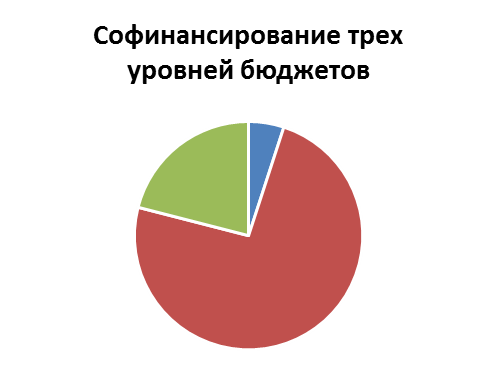 Софинансирование трех
уровней бюджетов